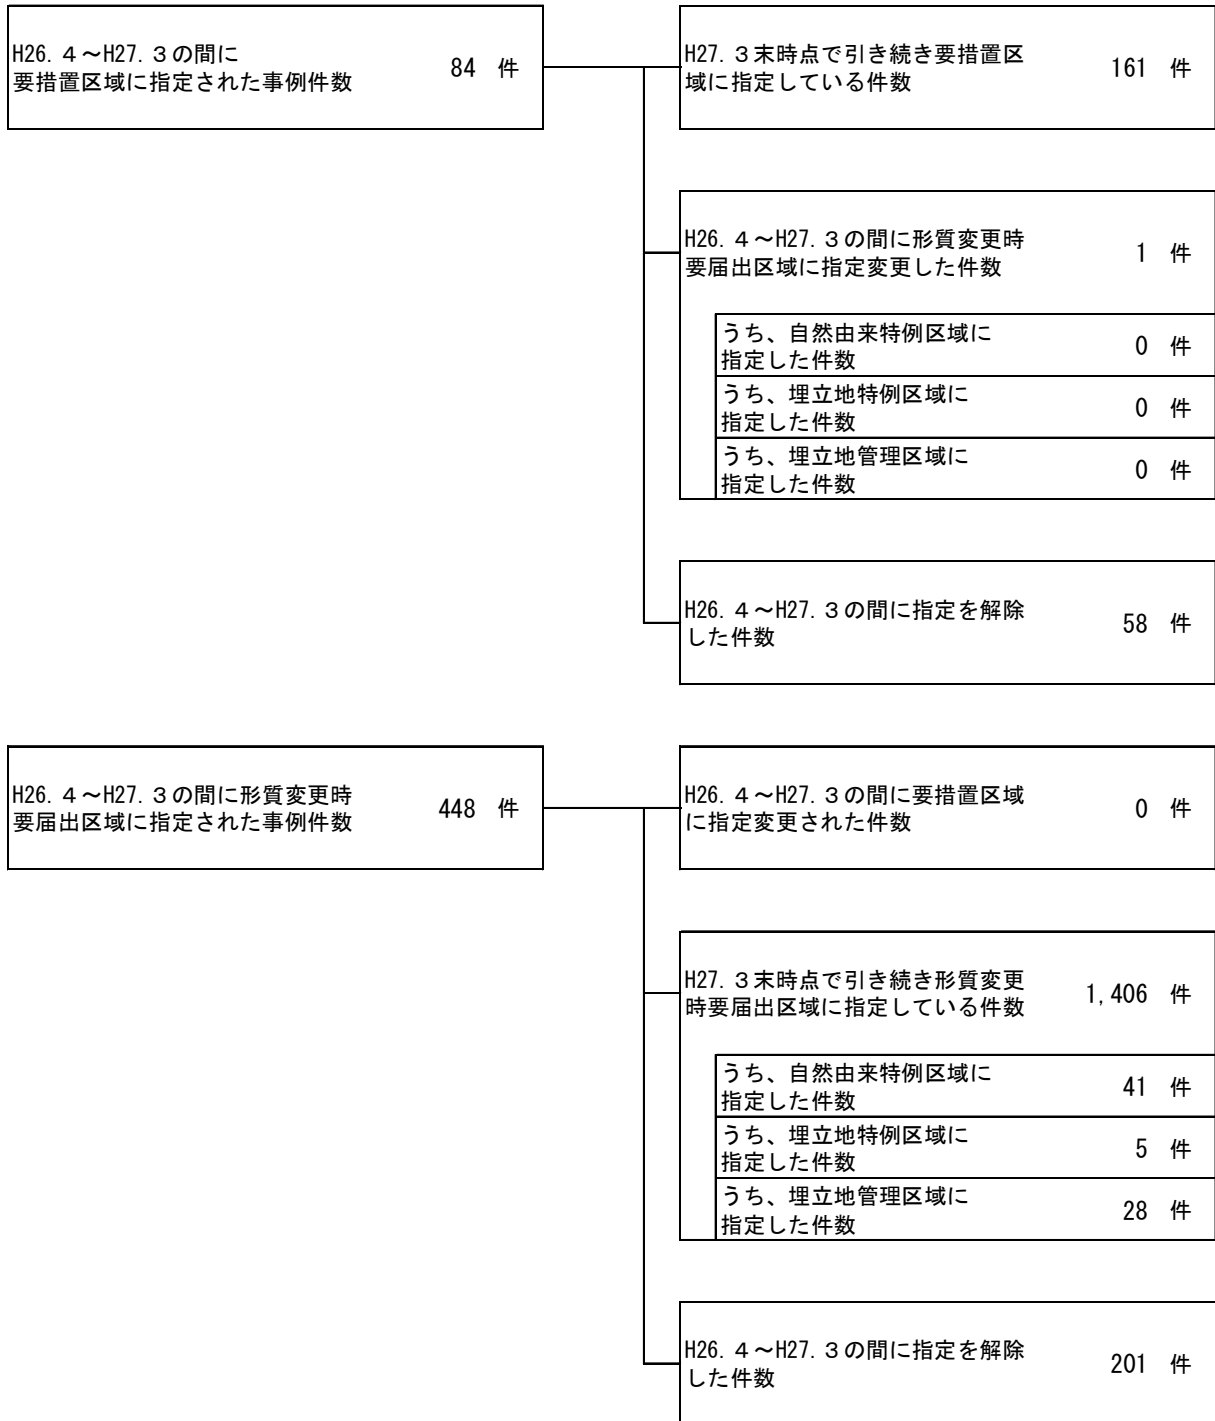 H26.４～H27.３の間に
要措置区域に指定された事例件数
84 件
H27.３末時点で引き続き要措置区
域に指定している件数
161 件
H26.４～H27.３の間に形質変更時
要届出区域に指定変更した件数
1 件
うち、自然由来特例区域に
指定した件数
0 件
うち、埋立地特例区域に
指定した件数
0 件
うち、埋立地管理区域に
指定した件数
0 件
H26.４～H27.３の間に指定を解除
した件数
58 件
H26.４～H27.３の間に形質変更時
要届出区域に指定された事例件数
448 件
H26.４～H27.３の間に要措置区域
に指定変更された件数
0 件
H27.３末時点で引き続き形質変更
時要届出区域に指定している件数
1,406 件
うち、自然由来特例区域に
指定した件数
41 件
うち、埋立地特例区域に
指定した件数
5 件
うち、埋立地管理区域に
指定した件数
28 件
H26.４～H27.３の間に指定を解除
した件数
201 件